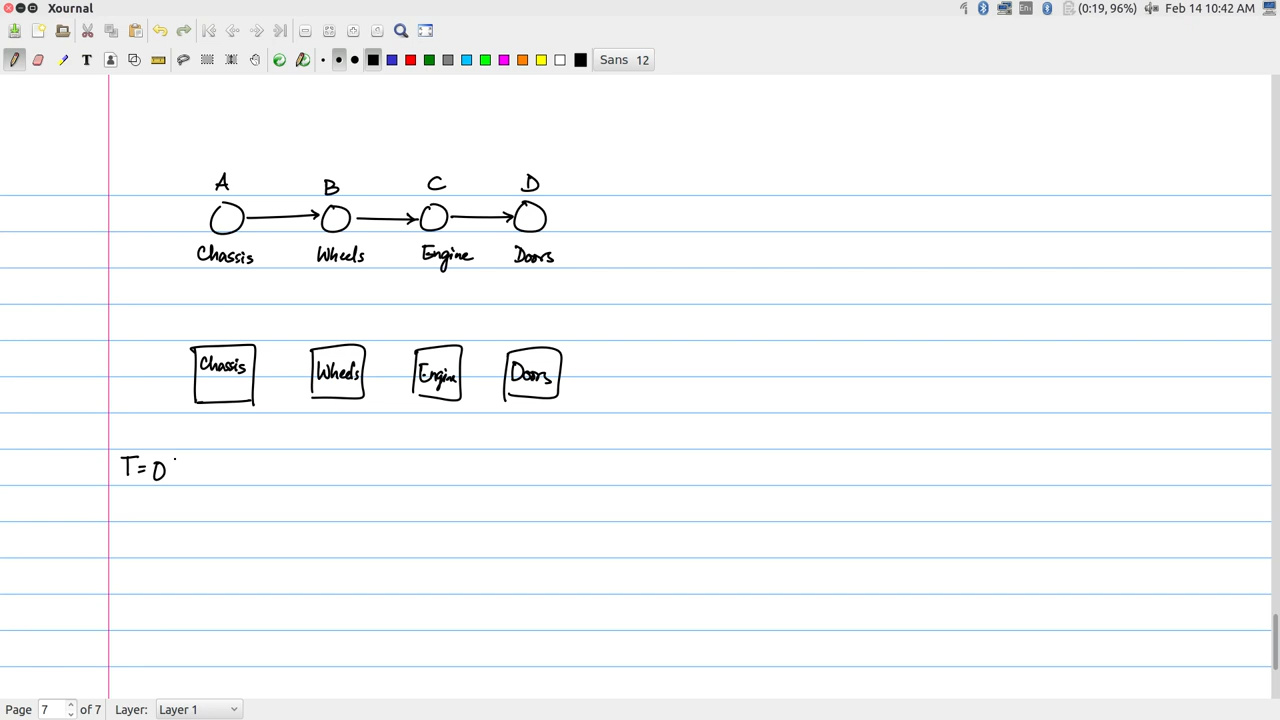 Xournal
En
(0:19, 96%)
Feb 14 10:42 AM
T
Sans 12
A B C D
Chassis Wheels Engine Doors
Chassis Wheels Engine Doors
T=0
Page 7 of 7 Layer: Layer 1